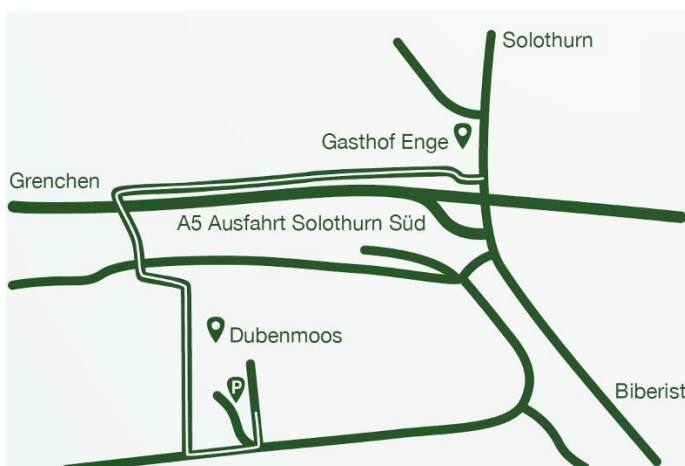 Solothurn
Gasthof Enge
Grenchen
A5 Ausfahrt Solothurn Süd
Dubenmoos
P
Biberist